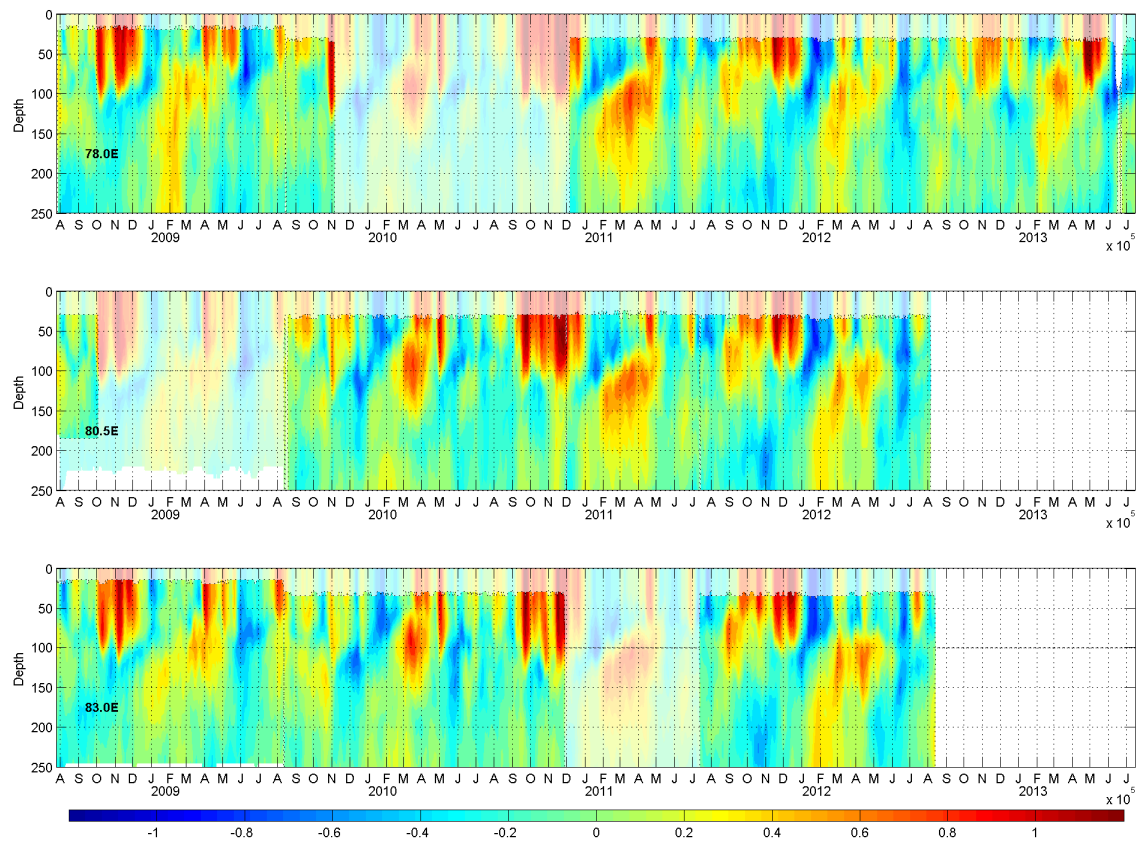 0
50
100
Depth
150
78.0E
200
250
A S O N D J F M A M J J A S O N D J F M A M J J A S O N D J F M A M J J A S O N D J F M A M J J A S O N D J F M A M J J
2009 2010 2011 2012 2013
x 10^5
0
50
100
Depth
150
80.5E
200
250
A S O N D J F M A M J J A S O N D J F M A M J J A S O N D J F M A M J J A S O N D J F M A M J J A S O N D J F M A M J J
2009 2010 2011 2012 2013
x 10^5
0
50
100
Depth
150
83.0E
200
250
A S O N D J F M A M J J A S O N D J F M A M J J A S O N D J F M A M J J A S O N D J F M A M J J A S O N D J F M A M J J
2009 2010 2011 2012 2013
x 10^5
-1 -0.8 -0.6 -0.4 -0.2 0 0.2 0.4 0.6 0.8 1